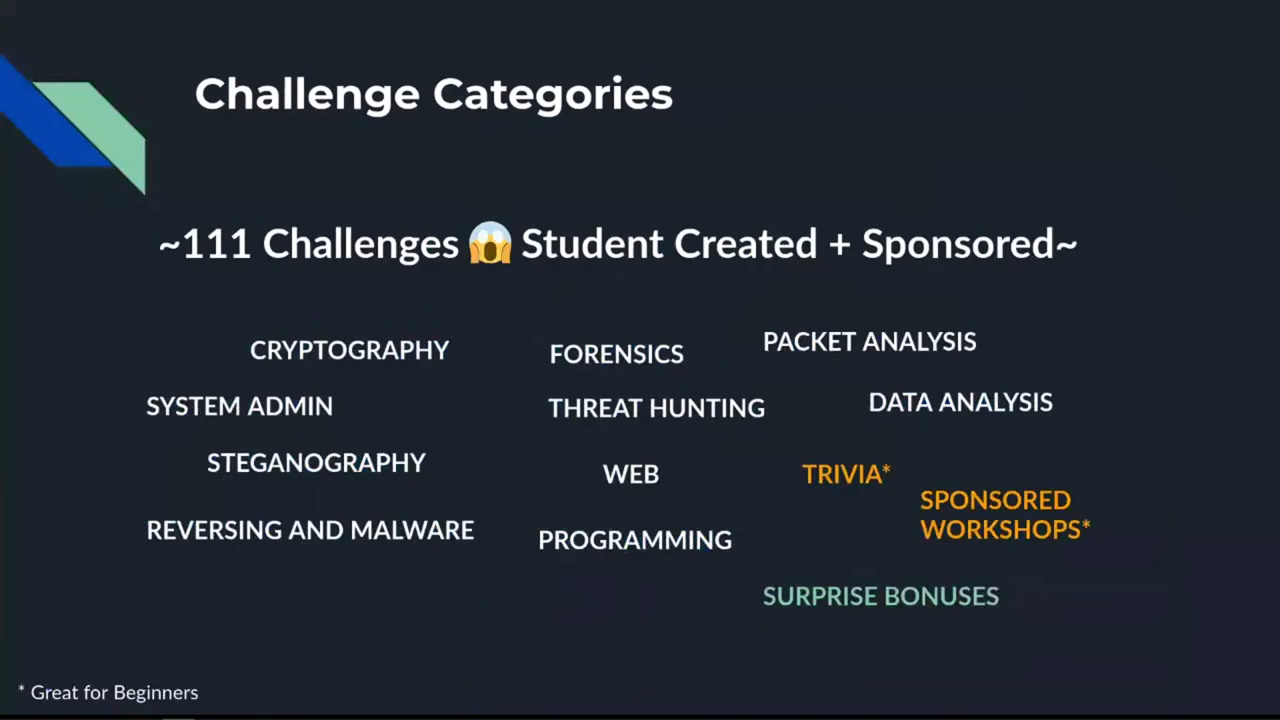 Challenge Categories
~111 Challenges 😱 Student Created + Sponsored~
CRYPTOGRAPHY
FORENSICS
PACKET ANALYSIS
SYSTEM ADMIN
THREAT HUNTING
DATA ANALYSIS
STEGANOGRAPHY
WEB
TRIVIA*
SPONSORED
WORKSHOPS*
REVERSING AND MALWARE
PROGRAMMING
SURPRISE BONUSES
* Great for Beginners